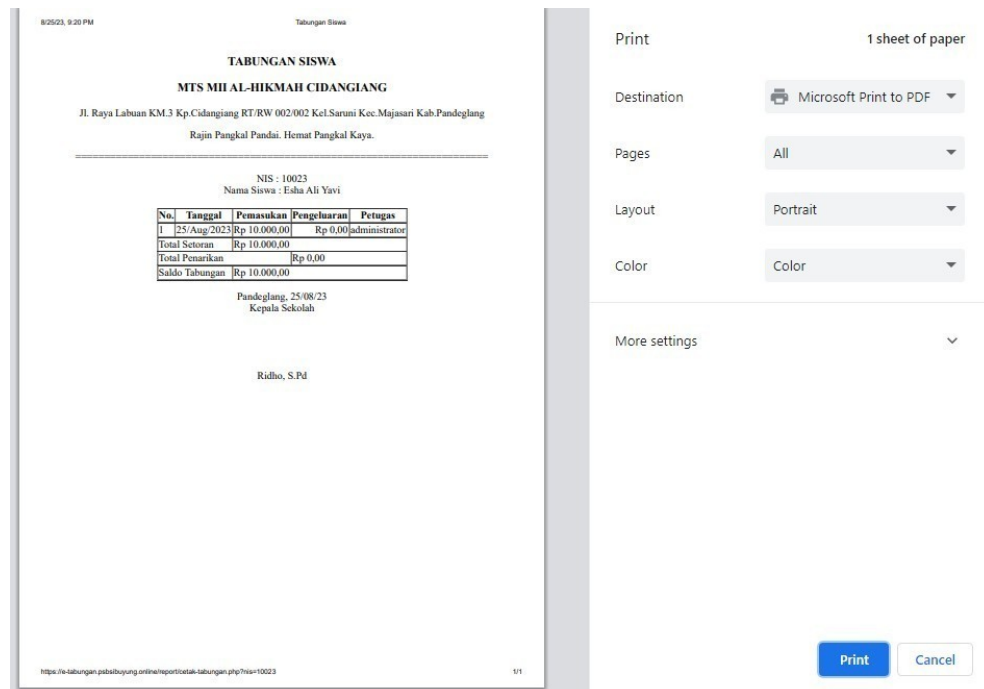 8/25/23, 9:20 PM Tabungan Siswa
TABUNGAN SISWA
MTS MII AL-HIKMAH CIDANGIANG
Jl. Raya Labuan KM.3 Kp.Cidangiang RT/RW 002/002 Kel.Saruni Kec.Majasari Kab.Pandeglang
Rajin Pangkal Pandai. Hemat Pangkal Kaya.
NIS : 10023
Nama Siswa : Esha Ali Yavi
No. Tanggal Pemasukan Pengeluaran Petugas
1 25/Aug/2023 Rp 10.000,00 Rp 0,00 administrator
Total Setoran Rp 10.000,00
Total Penarikan Rp 0,00
Saldo Tabungan Rp 10.000,00
Pandeglang, 25/08/23
Kepala Sekolah
Ridho, S.Pd
https://e-tabungan.psbsibuyung.online/report/cetak-tabungan.php?nis=10023 1/1
Print 1 sheet of paper
Destination Microsoft Print to PDF
Pages All
Layout Portrait
Color Color
More settings
Print Cancel